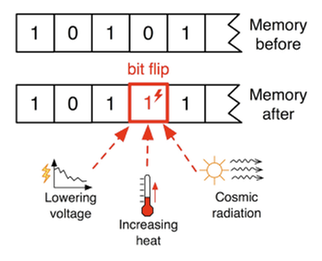 1 0 1 0 1
Memory
before
bit flip
1 0 1 1 1
Memory
after
Lowering
voltage
Increasing
heat
Cosmic
radiation